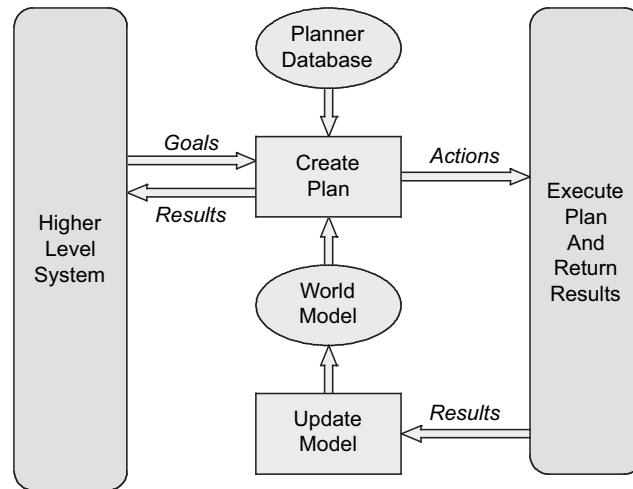 Planner
Database
Goals
Create
Plan
Actions
Results
Higher
Level
System
Execute
Plan
And
Return
Results
World
Model
Update
Model
Results